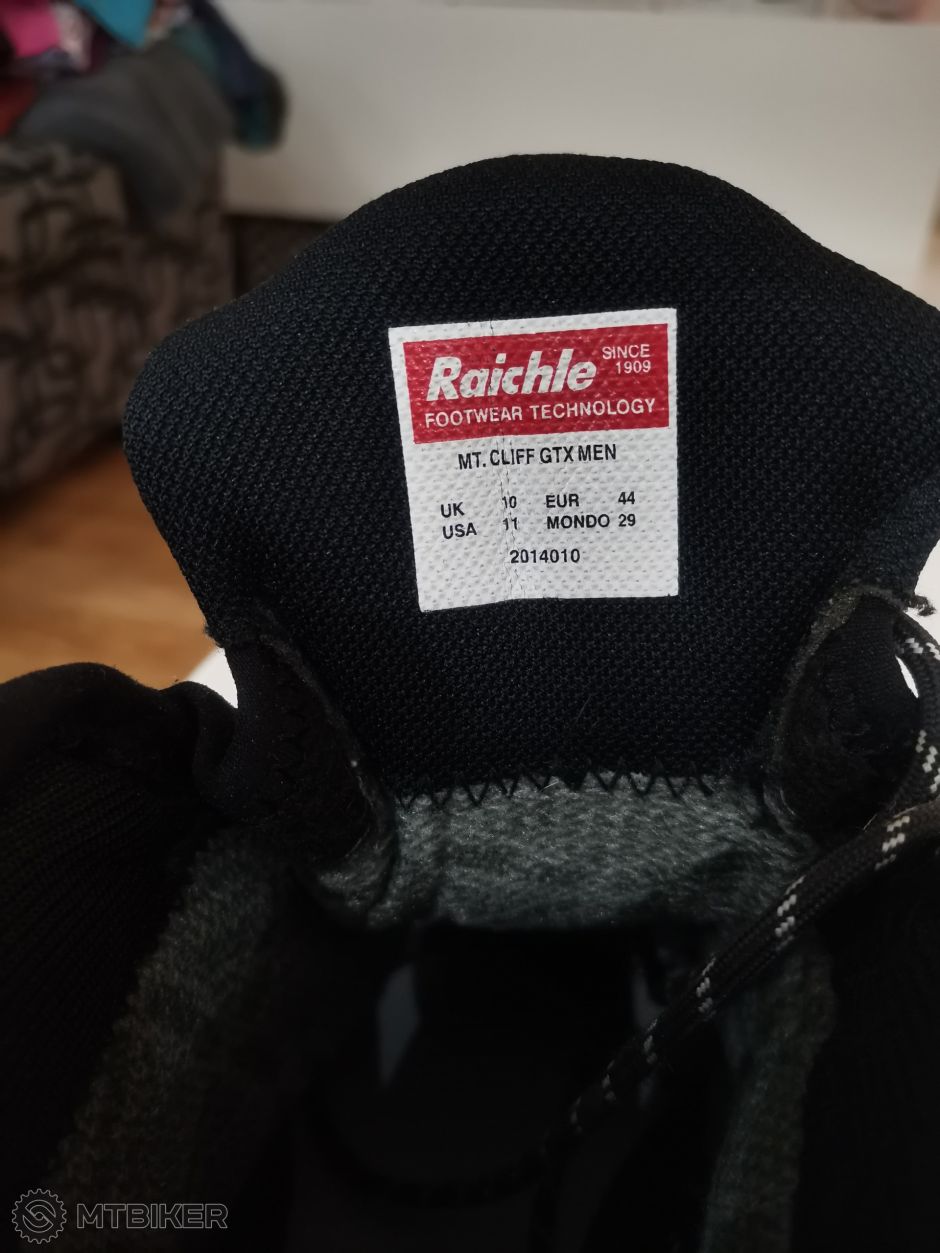 Raichle SINCE 1909
FOOTWEAR TECHNOLOGY
MT. CLIFF GTX MEN
UK 10 EUR 44
USA 11 MONDO 29
2014010
MTBIKER